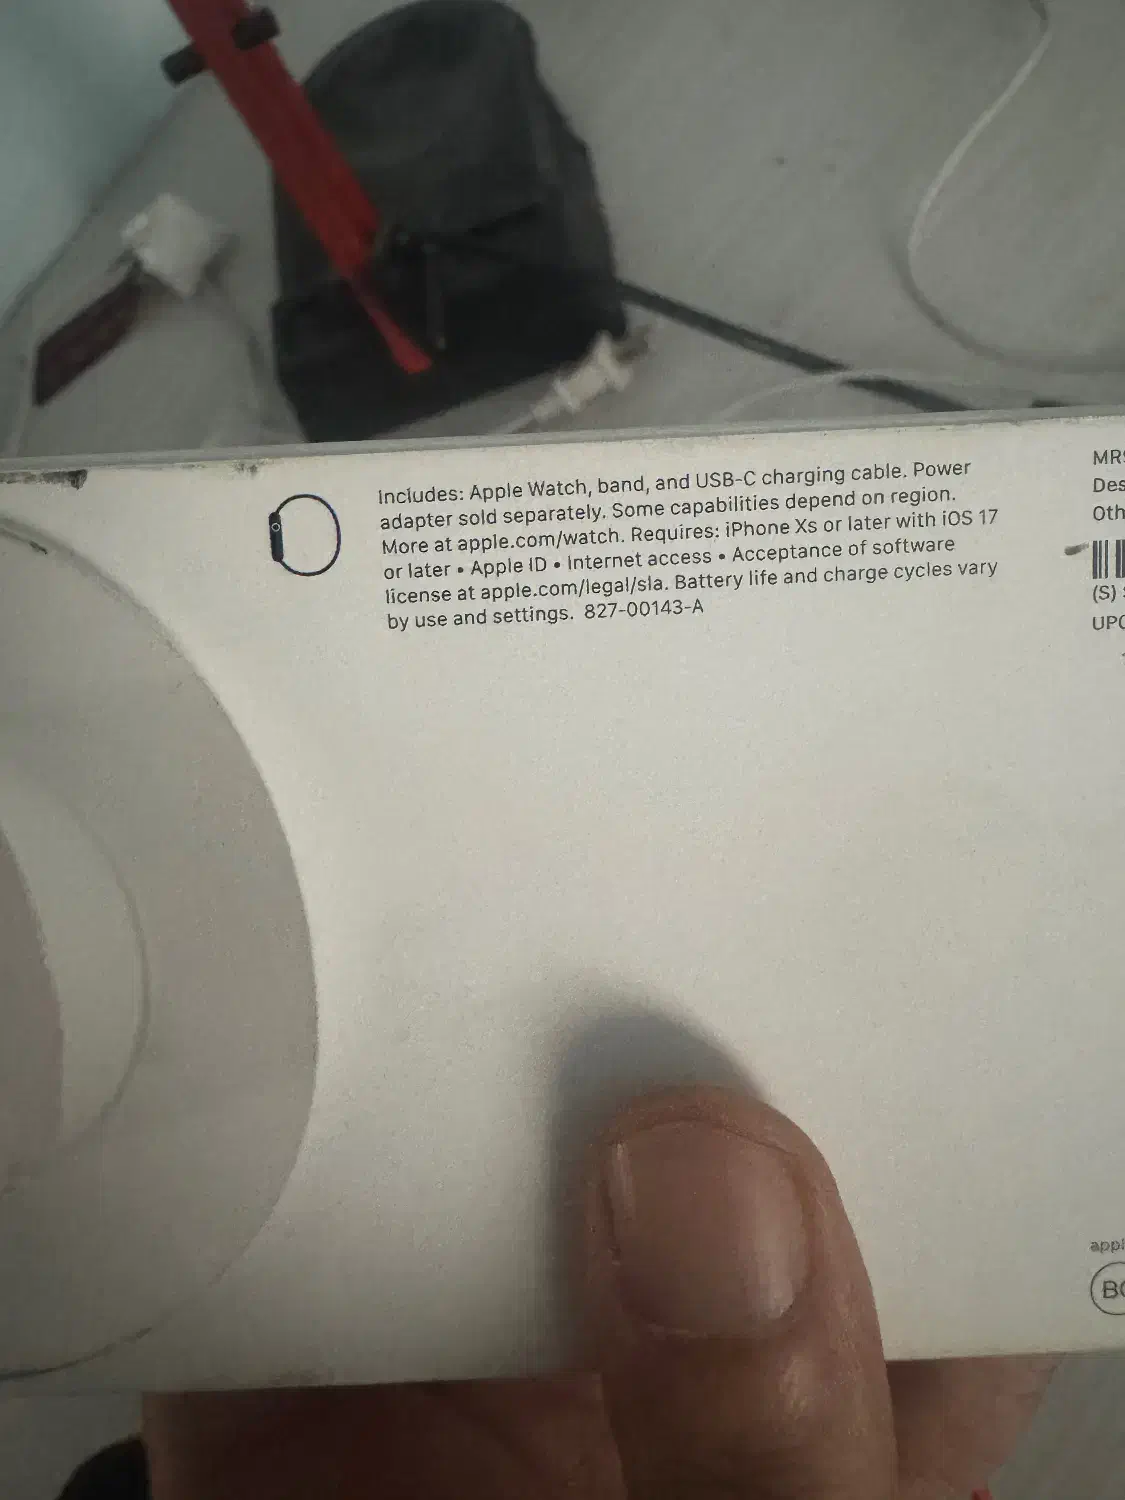 Includes: Apple Watch, band, and USB-C charging cable. Power
adapter sold separately. Some capabilities depend on region.
More at apple.com/watch. Requires: iPhone Xs or later with iOS 17
or later • Apple ID • Internet access • Acceptance of software
license at apple.com/legal/sla. Battery life and charge cycles vary
by use and settings. 827-00143-A
(S)